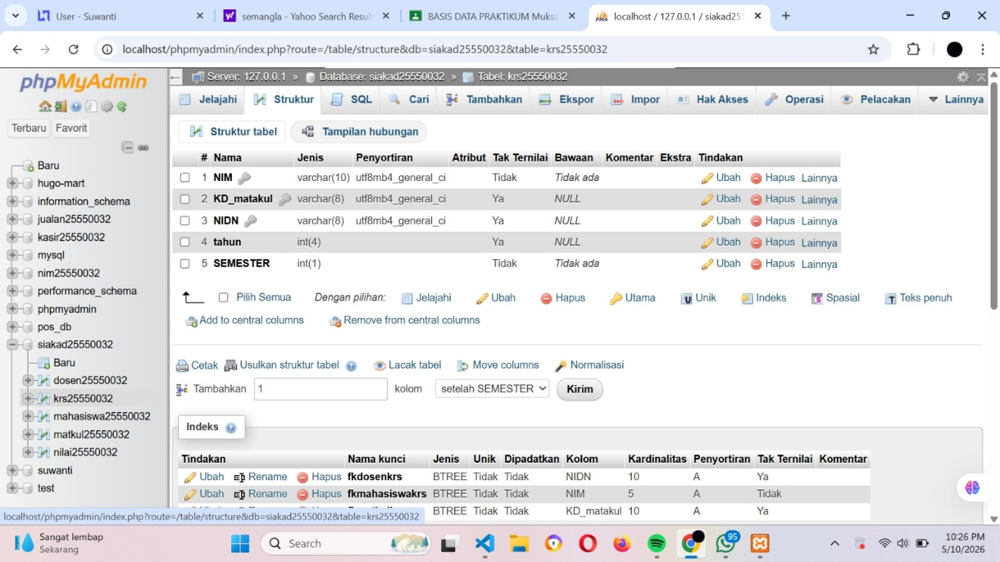 User - Suwanti
semangla - Yahoo Search Result
BASIS DATA PRAKTIKUM Muksa
localhost / 127.0.0.1 / siakad255
localhost/phpmyadmin/index.php?route=/table/structure&db=siakad25550032&table=krs25550032
phpMyAdmin
Terbaru Favorit
Baru
hugo-mart
information_schema
jualan25550032
kasir25550032
mysql
nim25550032
performance_schema
phpmyadmin
pos_db
siakad25550032
Baru
dosen25550032
krs25550032
mahasiswa25550032
matkul25550032
nilai25550032
suwanti
test
Server: 127.0.0.1 » Database: siakad25550032 » Tabel: krs25550032
Jelajahi Struktur SQL Cari Tambahkan Ekspor Impor Hak Akses Operasi Pelacakan Lainnya
Struktur tabel Tampilan hubungan
# Nama Jenis Penyortiran Atribut Tak Ternilai Bawaan Komentar Ekstra Tindakan
1 NIM varchar(10) utf8mb4_general_ci Tidak Tidak ada Ubah Hapus Lainnya
2 KD_matakul varchar(8) utf8mb4_general_ci Ya NULL Ubah Hapus Lainnya
3 NIDN varchar(8) utf8mb4_general_ci Ya NULL Ubah Hapus Lainnya
4 tahun int(4) Ya NULL Ubah Hapus Lainnya
5 SEMESTER int(1) Tidak Tidak ada Ubah Hapus Lainnya
Pilih Semua Dengan pilihan: Jelajahi Ubah Hapus Utama Unik Indeks Spasial Teks penuh
Add to central columns Remove from central columns
Cetak Usulkan struktur tabel Lacak tabel Move columns Normalisasi
Tambahkan 1 kolom setelah SEMESTER Kirim
Indeks
Tindakan Nama kunci Jenis Unik Dipadatkan Kolom Kardinalitas Penyortiran Tak Ternilai Komentar
Ubah Rename Hapus fkdosenkrs BTREE Tidak Tidak NIDN 10 A Ya
Ubah Rename Hapus fkmahasiswakrs BTREE Tidak Tidak NIM 5 A Tidak
BTREE Tidak Tidak KD_matakul 10 A Ya
localhost/phpmyadmin/index.php?route=/table/structure&db=siakad25550032&table=krs25550032
Sangat lembap
Sekarang
Search
95
10:26 PM
5/10/2026